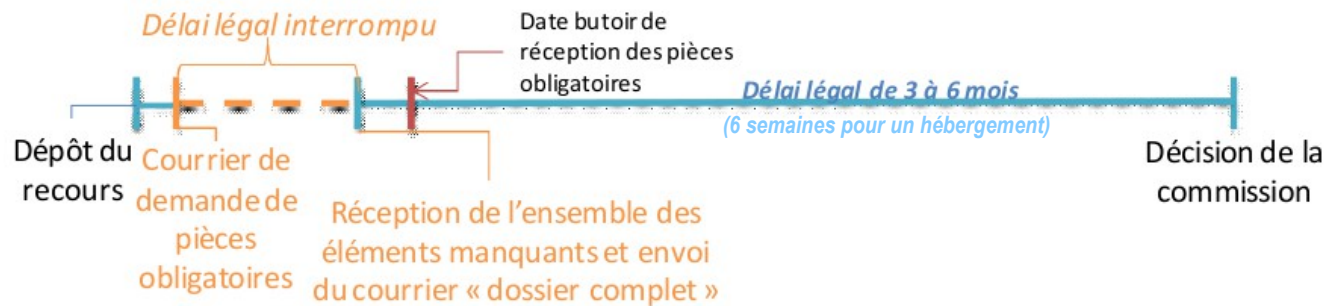 Délai légal interrompu
Date butoir de
réception des pièces
obligatoires
Délai légal de 3 à 6 mois
(6 semaines pour un hébergement)
Dépôt du
recours
Courrier de
demande de
pièces
obligatoires
Réception de l'ensemble des
éléments manquants et envoi
du courrier « dossier complet »
Décision de la
commission